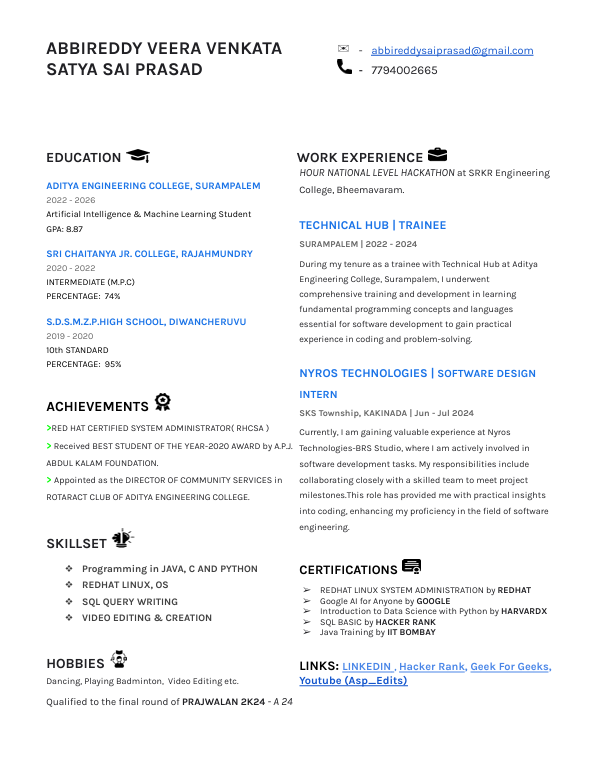 ABBIREDDY VEERA VENKATA
SATYA SAI PRASAD
✉ - abbireddysaiprasad@gmail.com
📞 - 7794002665
EDUCATION
ADITYA ENGINEERING COLLEGE, SURAMPALEM
2022 - 2026
Artificial Intelligence & Machine Learning Student
GPA: 8.87
SRI CHAITANYA JR. COLLEGE, RAJAHMUNDRY
2020 - 2022
INTERMEDIATE (M.P.C)
PERCENTAGE: 74%
S.D.S.M.Z.P.HIGH SCHOOL, DIWANCHERUVU
2019 - 2020
10th STANDARD
PERCENTAGE: 95%
ACHIEVEMENTS
>RED HAT CERTIFIED SYSTEM ADMINISTRATOR( RHCSA )
> Received BEST STUDENT OF THE YEAR-2020 AWARD by A.P.J.
ABDUL KALAM FOUNDATION.
> Appointed as the DIRECTOR OF COMMUNITY SERVICES in
ROTARACT CLUB OF ADITYA ENGINEERING COLLEGE.
SKILLSET
❖ Programming in JAVA, C AND PYTHON
❖ REDHAT LINUX, OS
❖ SQL QUERY WRITING
❖ VIDEO EDITING & CREATION
HOBBIES
Dancing, Playing Badminton, Video Editing etc.
Qualified to the final round of PRAJWALAN 2K24 - A 24
WORK EXPERIENCE
HOUR NATIONAL LEVEL HACKATHON at SRKR Engineering
College, Bheemavaram.
TECHNICAL HUB | TRAINEE
SURAMPALEM | 2022 - 2024
During my tenure as a trainee with Technical Hub at Aditya
Engineering College, Surampalem, I underwent
comprehensive training and development in learning
fundamental programming concepts and languages
essential for software development to gain practical
experience in coding and problem-solving.
NYROS TECHNOLOGIES | SOFTWARE DESIGN
INTERN
SKS Township, KAKINADA | Jun - Jul 2024
Currently, I am gaining valuable experience at Nyros
Technologies-BRS Studio, where I am actively involved in
software development tasks. My responsibilities include
collaborating closely with a skilled team to meet project
milestones.This role has provided me with practical insights
into coding, enhancing my proficiency in the field of software
engineering.
CERTIFICATIONS
➢ REDHAT LINUX SYSTEM ADMINISTRATION by REDHAT
➢ Google AI for Anyone by GOOGLE
➢ Introduction to Data Science with Python by HARVARDX
➢ SQL BASIC by HACKER RANK
➢ Java Training by IIT BOMBAY
LINKS: LINKEDIN , Hacker Rank, Geek For Geeks,
Youtube (Asp_Edits)